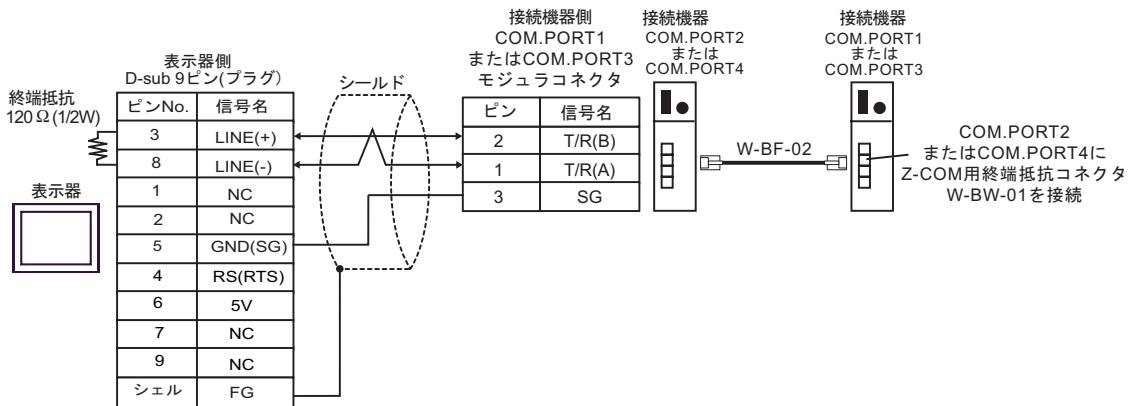 終端抵抗
120Ω(1/2W)
表示器
表示器側
D-sub 9ピン(プラグ)
ピンNo. 信号名
3 LINE(+)
8 LINE(-)
1 NC
2 NC
5 GND(SG)
4 RS(RTS)
6 5V
7 NC
9 NC
シェル FG
シールド
接続機器側
COM.PORT1
またはCOM.PORT3
モジュラコネクタ
ピン 信号名
2 T/R(B)
1 T/R(A)
3 SG
接続機器
COM.PORT2
または
COM.PORT4
W-BF-02
接続機器
COM.PORT1
または
COM.PORT3
COM.PORT2
またはCOM.PORT4に
Z-COM用終端抵抗コネクタ
W-BW-01を接続